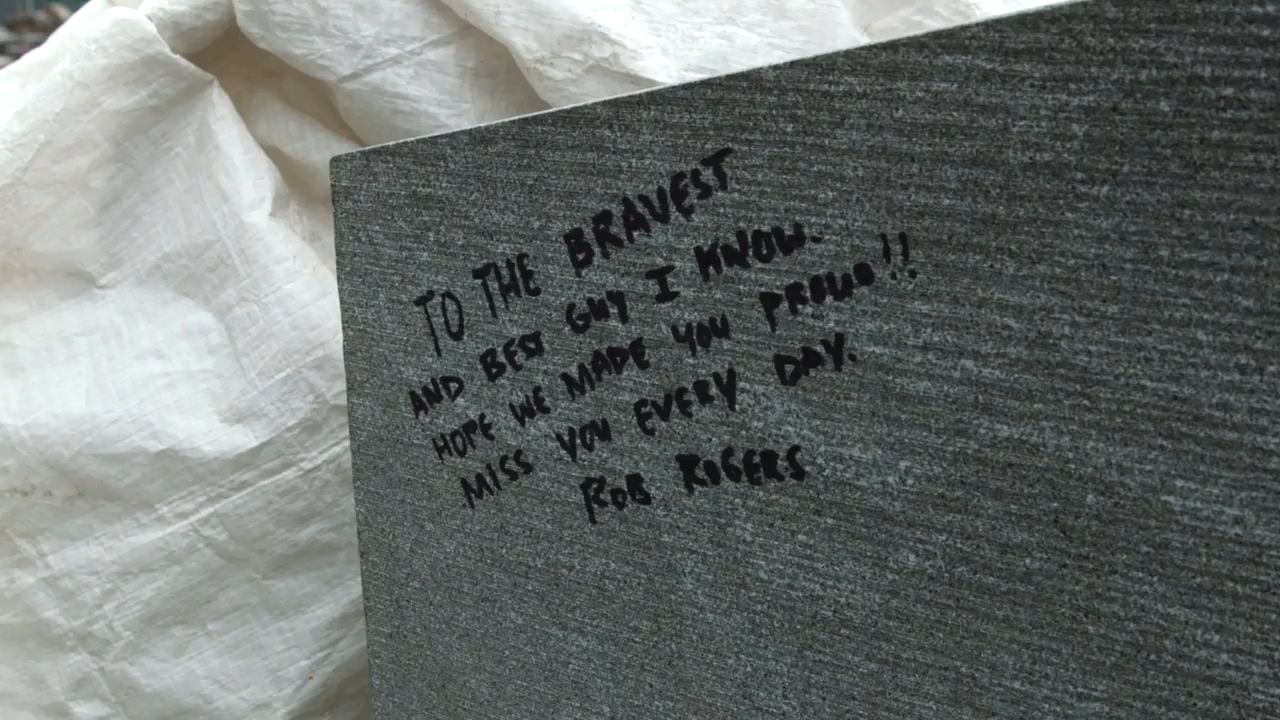 TO THE BRAVEST
AND BEST GUY I KNOW.
HOPE WE MADE YOU PROUD!!
MISS YOU EVERY DAY.
ROB ROGERS